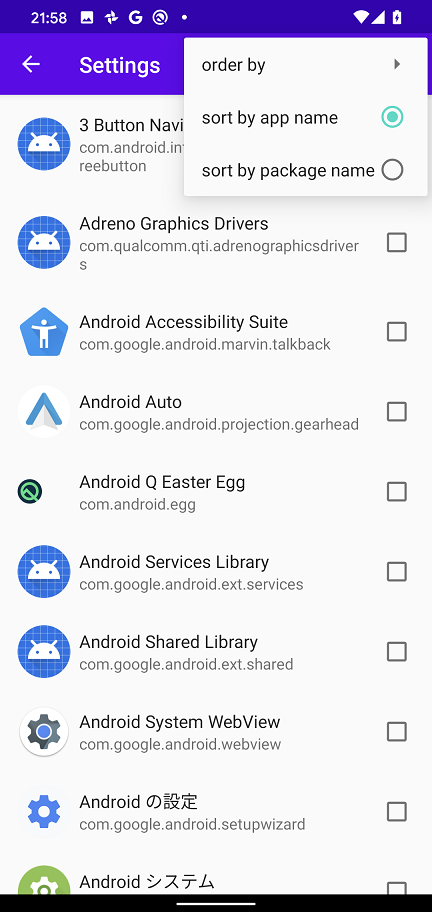 21:58
Settings
order by
sort by app name
sort by package name
3 Button Navi
com.android.in
reebutton
Adreno Graphics Drivers
com.qualcomm.qti.adrenographicsdriver
s
Android Accessibility Suite
com.google.android.marvin.talkback
Android Auto
com.google.android.projection.gearhead
Android Q Easter Egg
com.android.egg
Android Services Library
com.google.android.ext.services
Android Shared Library
com.google.android.ext.shared
Android System WebView
com.google.android.webview
Android の設定
com.google.android.setupwizard
Android システム